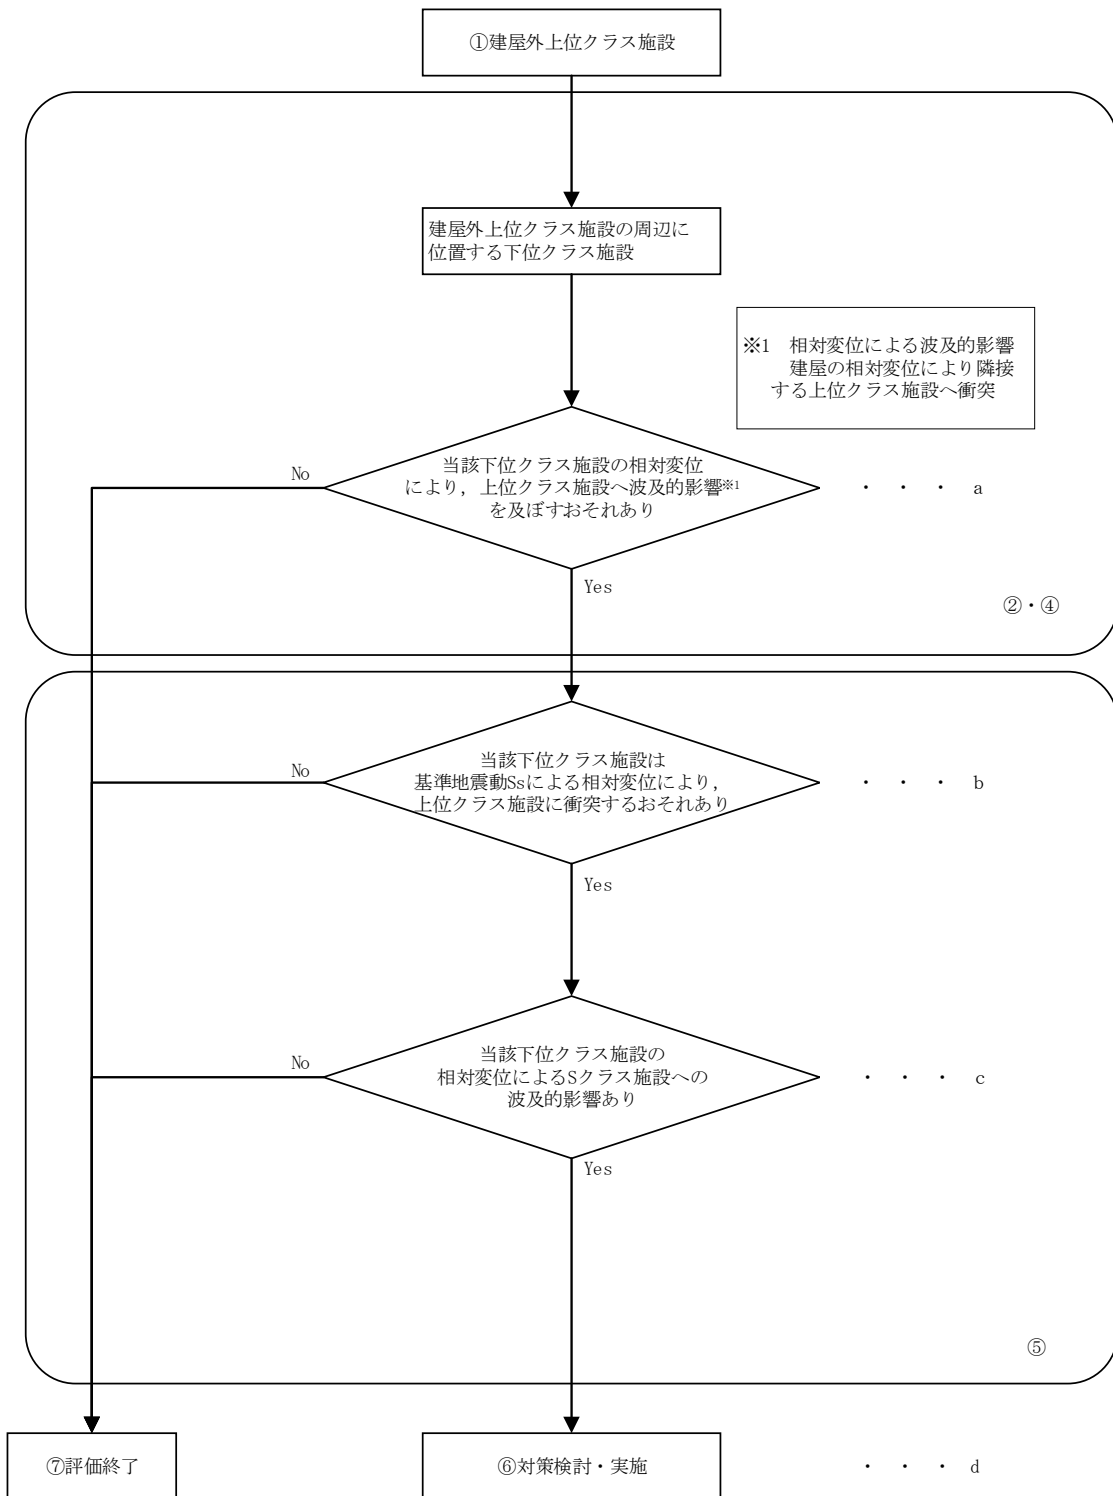 ①建屋外上位クラス施設
建屋外上位クラス施設の周辺に
位置する下位クラス施設
※1 相対変位による波及的影響
建屋の相対変位により隣接
する上位クラス施設へ衝突
No
当該下位クラス施設の相対変位
により，上位クラス施設へ波及的影響※1
を及ぼすおそれあり
・ ・ ・ a
Yes
②・④
No
当該下位クラス施設は
基準地震動Ssによる相対変位により，
上位クラス施設に衝突するおそれあり
・ ・ ・ b
Yes
No
当該下位クラス施設の
相対変位によるSクラス施設への
波及的影響あり
・ ・ ・ c
Yes
⑤
⑦評価終了
⑥対策検討・実施
・ ・ ・ d